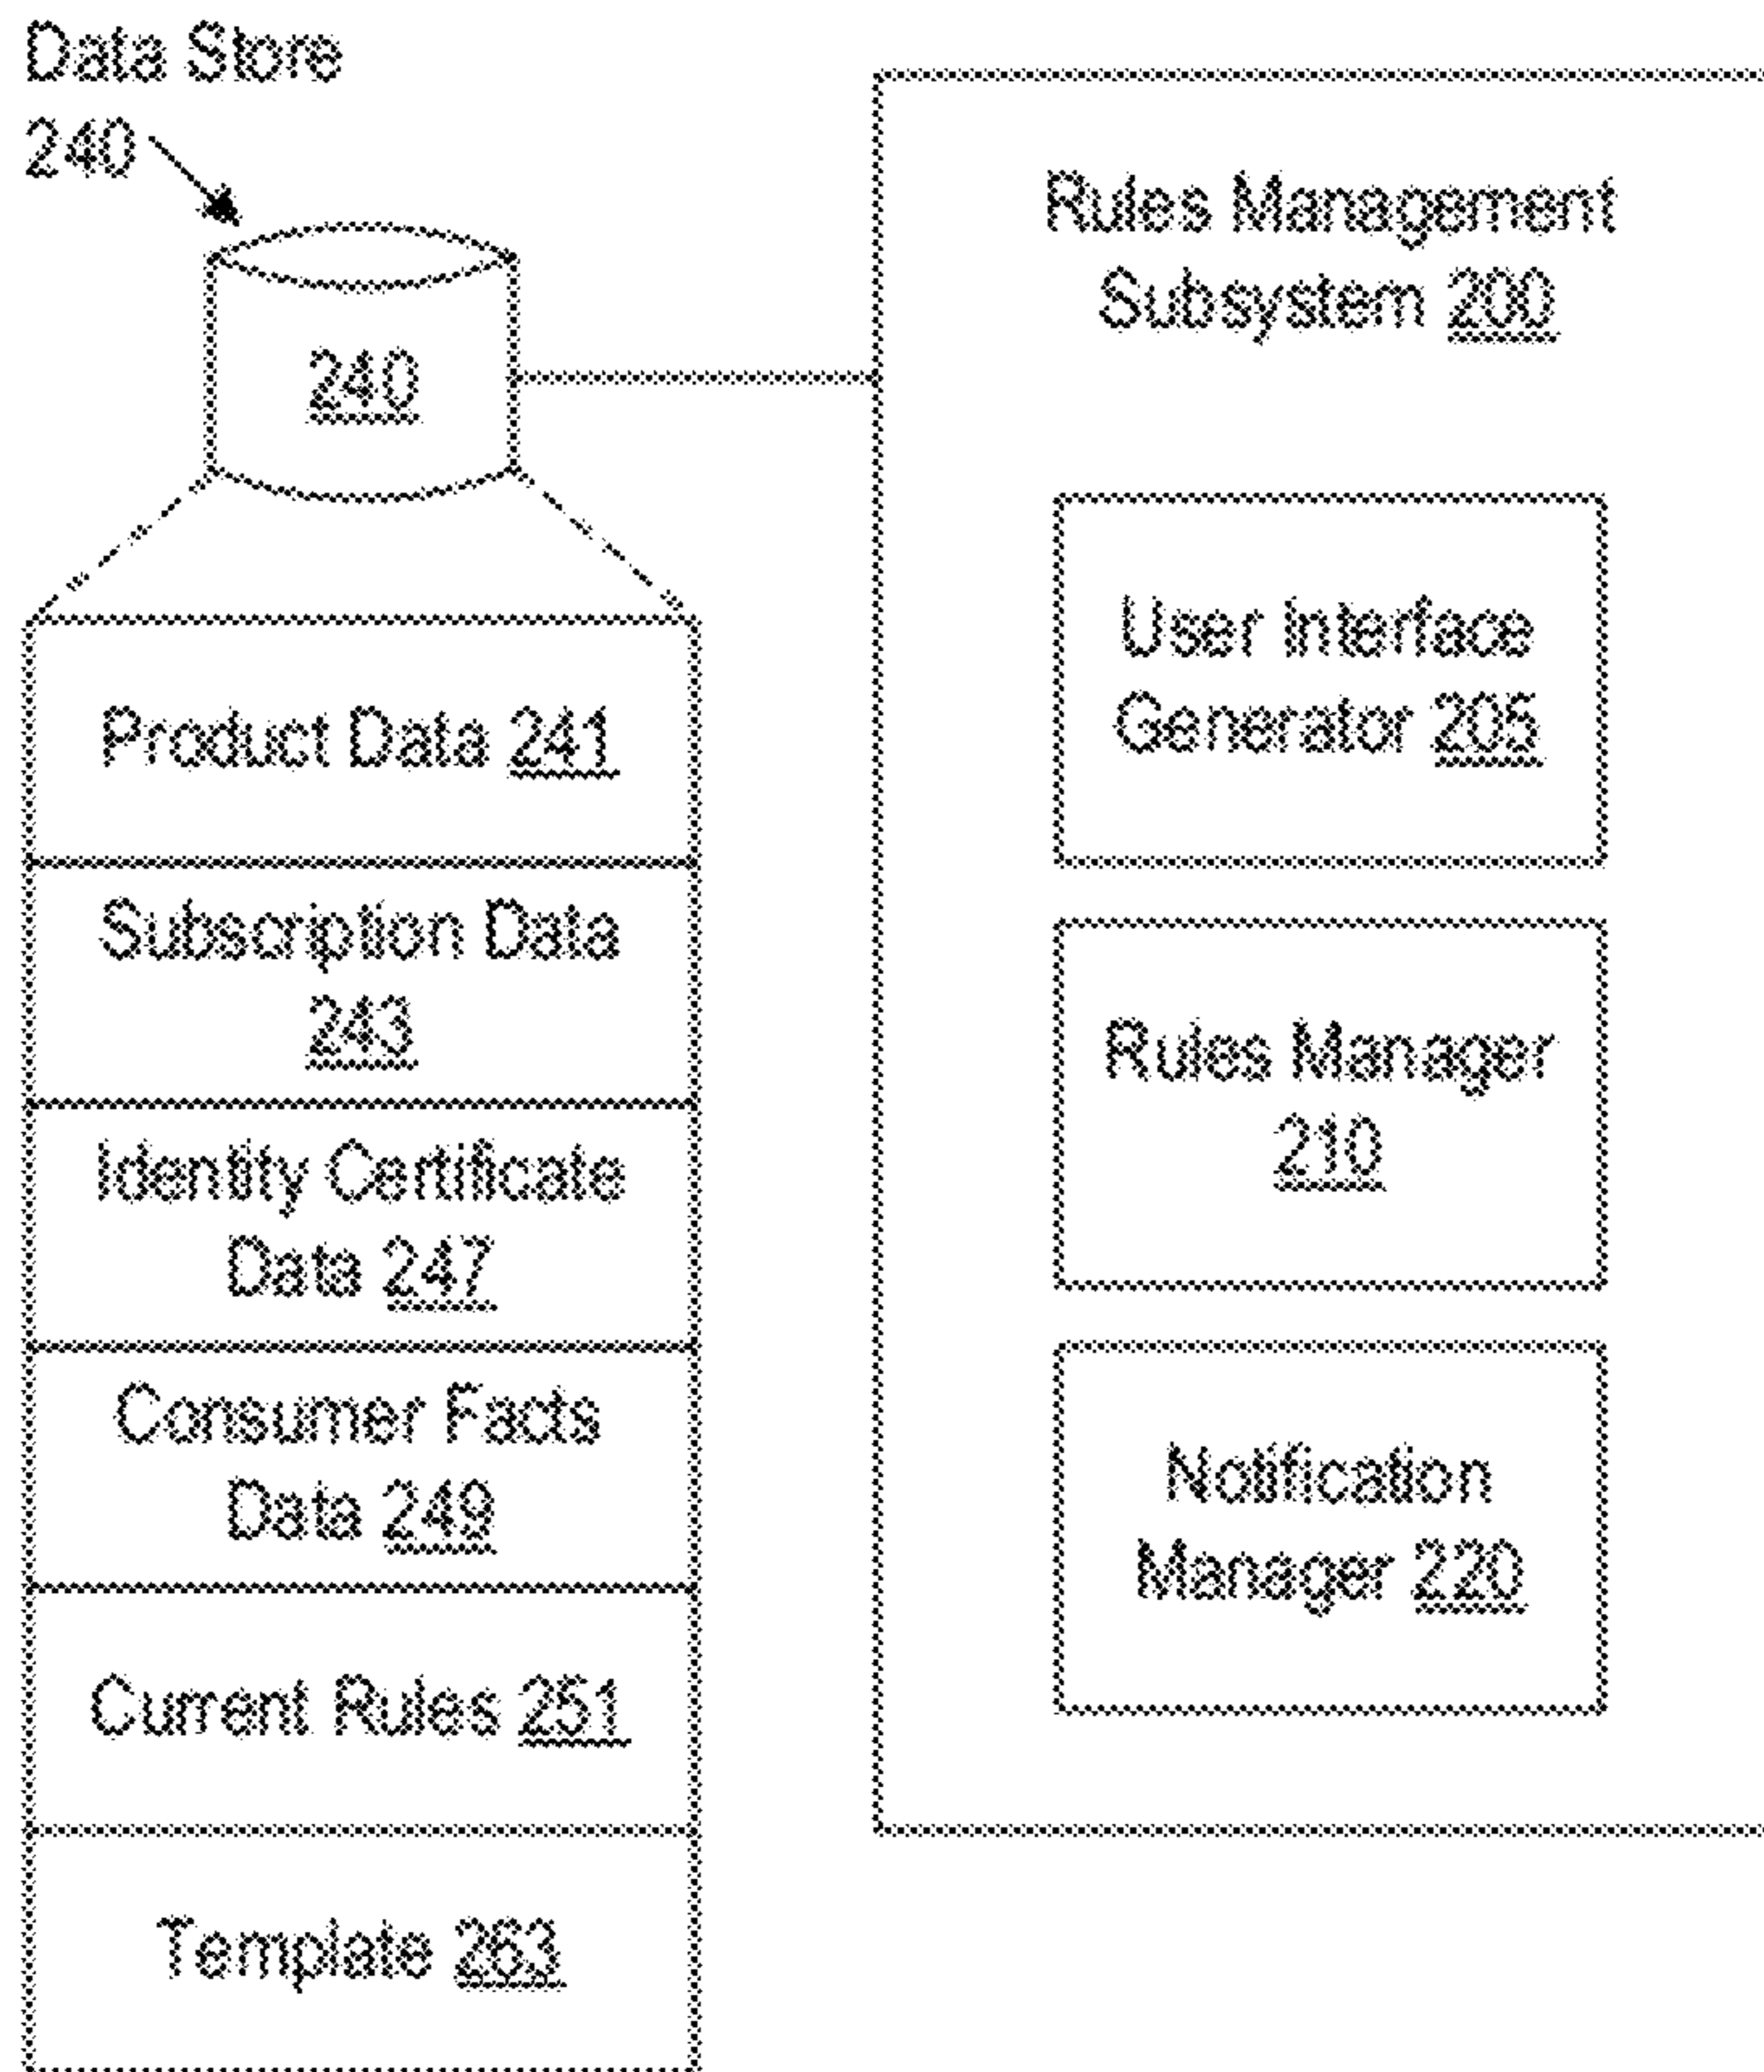 Data Store
240
240
Product Data 241
Subscription Data
243
Identity Certificate
Data 247
Consumer Facts
Data 249
Current Rules 251
Template 263
Rules Management
Subsystem 200
User Interface
Generator 205
Rules Manager
210
Notification
Manager 220